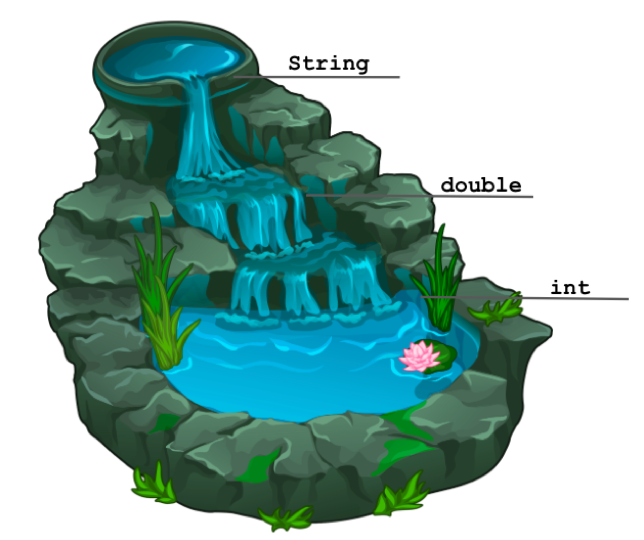 String
double
int